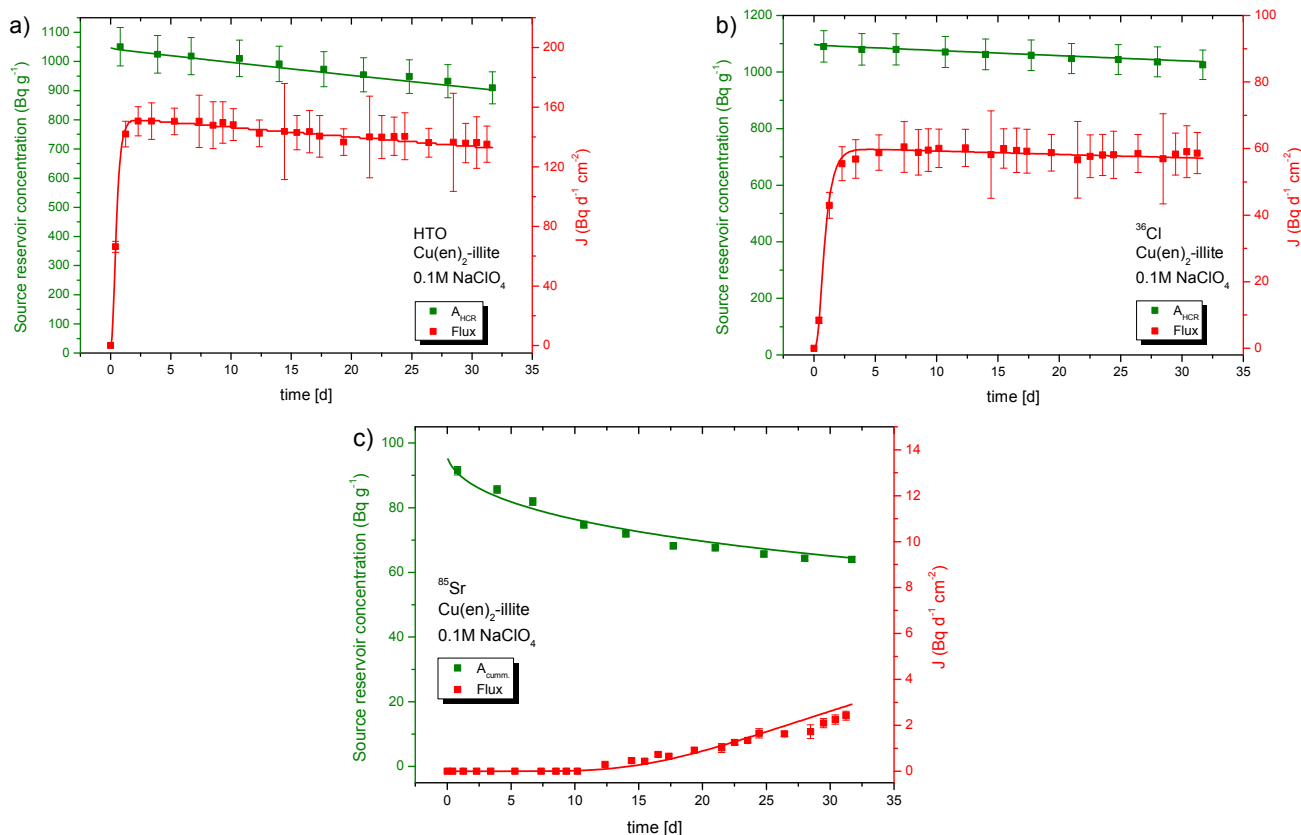 a)
Source reservoir concentration (Bq g⁻¹)
1100
1000
900
800
700
600
500
400
300
200
100
0
200
160
120
80
40
0
J (Bq d⁻¹ cm⁻²)
HTO
Cu(en)₂-illite
0.1M NaClO₄
A_HCR
Flux
0 5 10 15 20 25 30 35
time [d]
b)
Source reservoir concentration (Bq g⁻¹)
1200
1000
800
600
400
200
0
100
80
60
40
20
0
J (Bq d⁻¹ cm⁻²)
³⁶Cl
Cu(en)₂-illite
0.1M NaClO₄
A_HCR
Flux
0 5 10 15 20 25 30 35
time [d]
c)
Source reservoir concentration (Bq g⁻¹)
100
80
60
40
20
0
14
12
10
8
6
4
2
0
J (Bq d⁻¹ cm⁻²)
⁸⁵Sr
Cu(en)₂-illite
0.1M NaClO₄
A_cumm.
Flux
0 5 10 15 20 25 30 35
time [d]